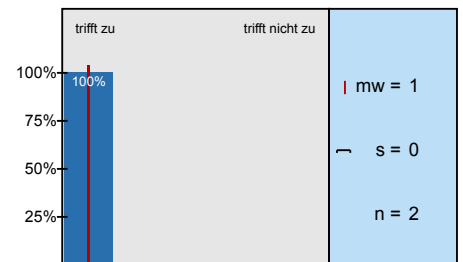 trifft zu trifft nicht zu
100%
100%
75%
50%
25%
mw = 1
s = 0
n = 2